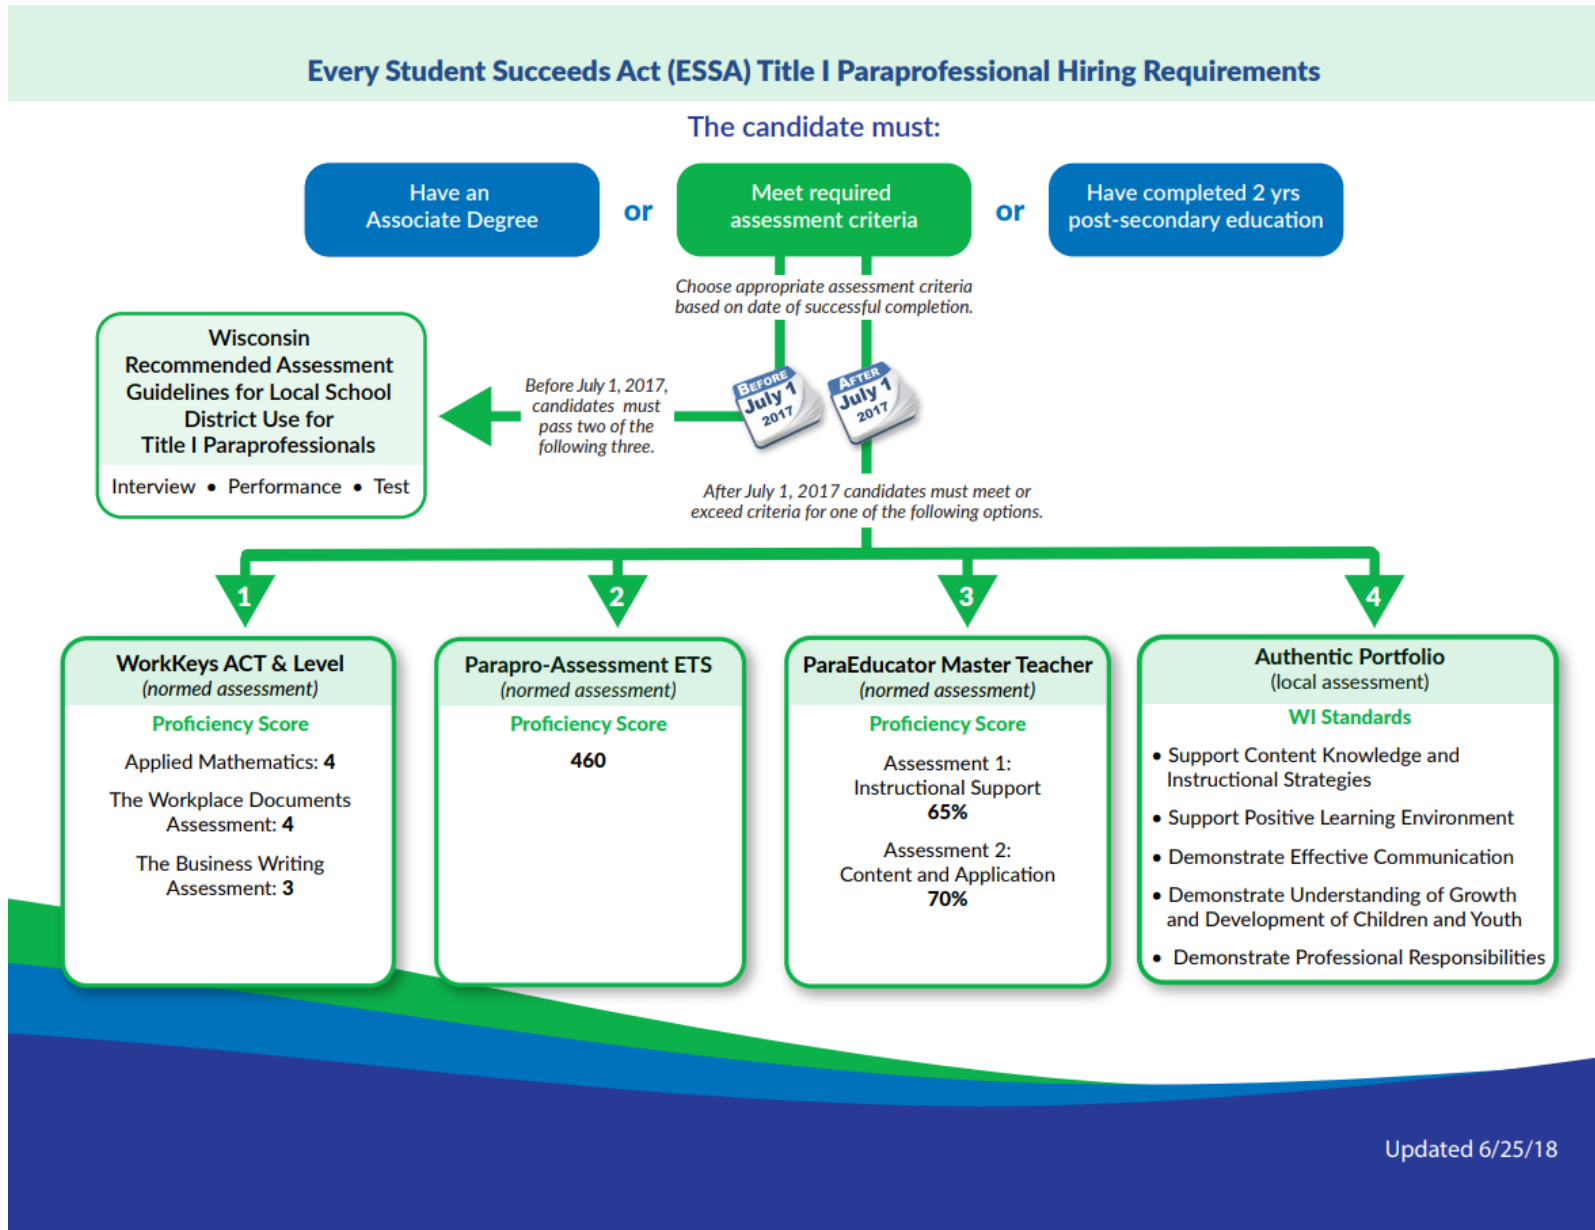 Every Student Succeeds Act (ESSA) Title I Paraprofessional Hiring Requirements
The candidate must:
Have an
Associate Degree
or
Meet required
assessment criteria
or
Have completed 2 yrs
post-secondary education
Choose appropriate assessment criteria
based on date of successful completion.
Wisconsin
Recommended Assessment
Guidelines for Local School
District Use for
Title I Paraprofessionals
Interview • Performance • Test
Before July 1, 2017,
candidates must
pass two of the
following three.
BEFORE
July 1
2017
AFTER
July 1
2017
After July 1, 2017 candidates must meet or
exceed criteria for one of the following options.
1
2
3
4
WorkKeys ACT & Level
(normed assessment)
Proficiency Score
Applied Mathematics: 4
The Workplace Documents
Assessment: 4
The Business Writing
Assessment: 3
Parapro-Assessment ETS
(normed assessment)
Proficiency Score
460
ParaEducator Master Teacher
(normed assessment)
Proficiency Score
Assessment 1:
Instructional Support
65%
Assessment 2:
Content and Application
70%
Authentic Portfolio
(local assessment)
WI Standards
• Support Content Knowledge and
Instructional Strategies
• Support Positive Learning Environment
• Demonstrate Effective Communication
• Demonstrate Understanding of Growth
and Development of Children and Youth
• Demonstrate Professional Responsibilities
Updated 6/25/18